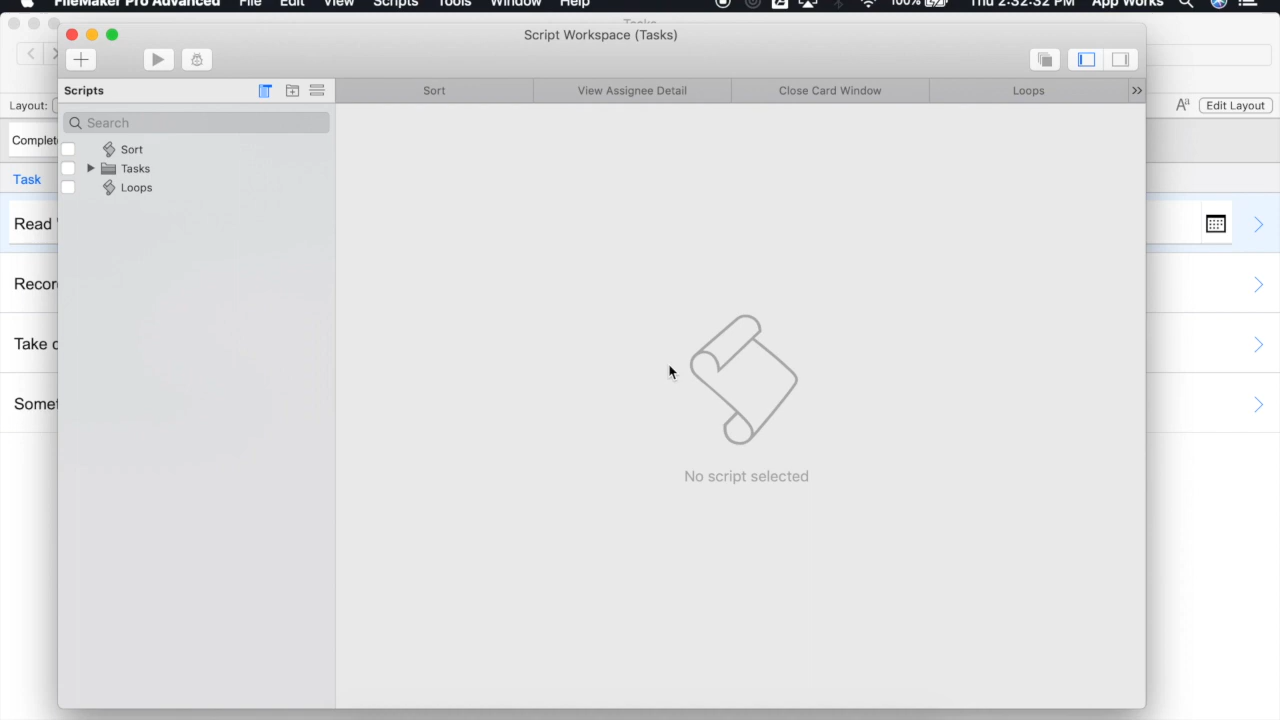 FileMaker Pro Advanced File Edit View Scripts Tools Window Help 100% Thu 2:32:32 PM App Works
Tasks
Script Workspace (Tasks)
Scripts Sort View Assignee Detail Close Card Window Loops
Layout: Aa Edit Layout
Search
Complet
Sort
Tasks
Task
Loops
Read
Recor
Take
Somet
No script selected